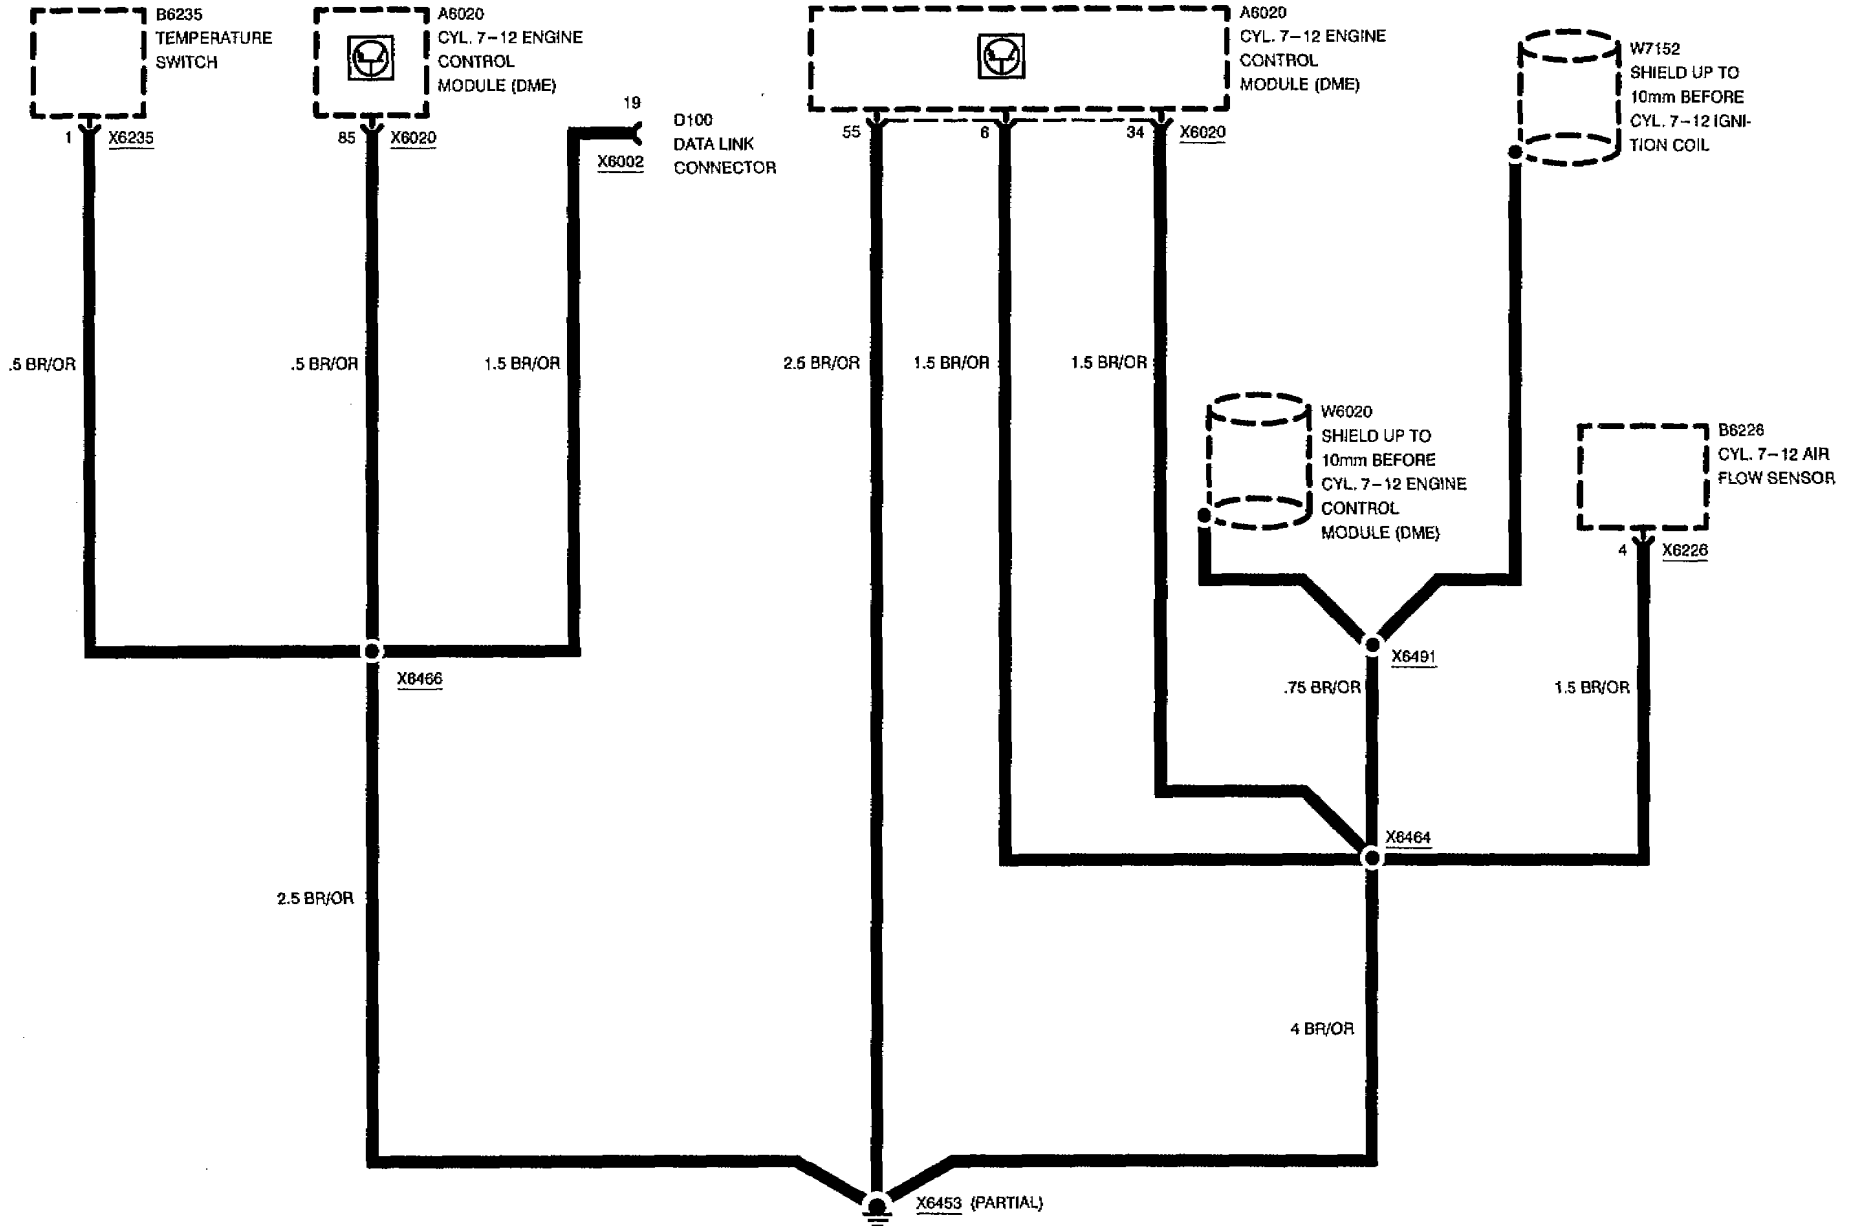 B6235
TEMPERATURE
SWITCH
A6020
CYL. 7-12 ENGINE
CONTROL
MODULE (DME)
A6020
CYL. 7-12 ENGINE
CONTROL
MODULE (DME)
W7152
SHIELD UP TO
10mm BEFORE
CYL. 7-12 IGNI-
TION COIL
1 X6235
85 X6020
19
X6002
D100
DATA LINK
CONNECTOR
55
6
34 X6020
.5 BR/OR
.5 BR/OR
1.5 BR/OR
2.5 BR/OR
1.5 BR/OR
1.5 BR/OR
W6020
SHIELD UP TO
10mm BEFORE
CYL. 7-12 ENGINE
CONTROL
MODULE (DME)
B6226
CYL. 7-12 AIR
FLOW SENSOR
4 X6226
X6466
X6491
.75 BR/OR
1.5 BR/OR
X6464
2.5 BR/OR
4 BR/OR
X6453 (PARTIAL)